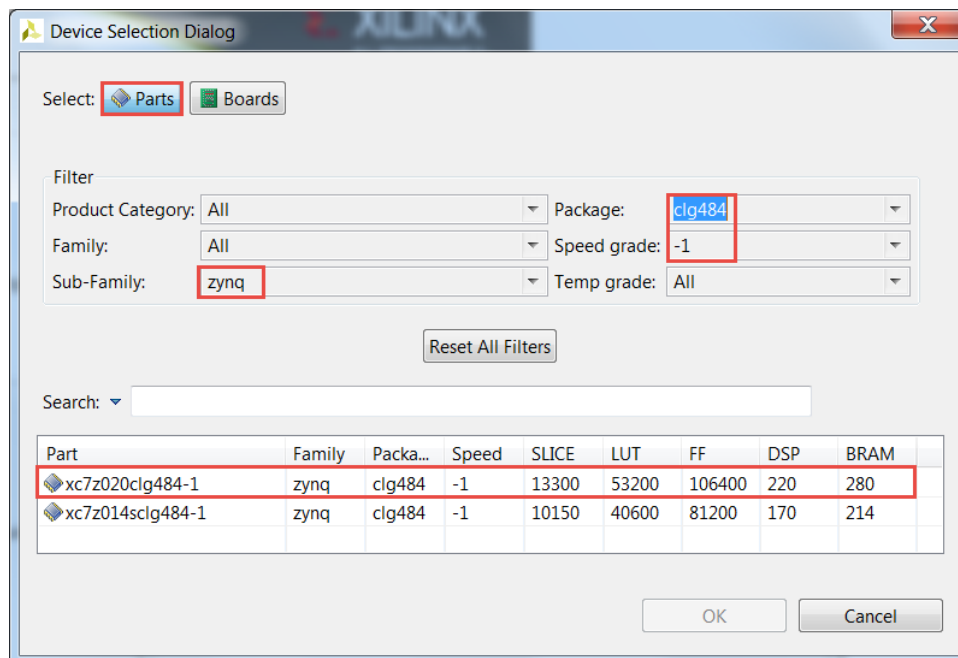 Device Selection Dialog
XILINX
X
Select: Parts Boards
Filter
Product Category: All Package: clg484
Family: All Speed grade: -1
Sub-Family: zynq Temp grade: All
Reset All Filters
Search:
Part Family Packa... Speed SLICE LUT FF DSP BRAM
xc7z020clg484-1 zynq clg484 -1 13300 53200 106400 220 280
xc7z014sclg484-1 zynq clg484 -1 10150 40600 81200 170 214
OK Cancel